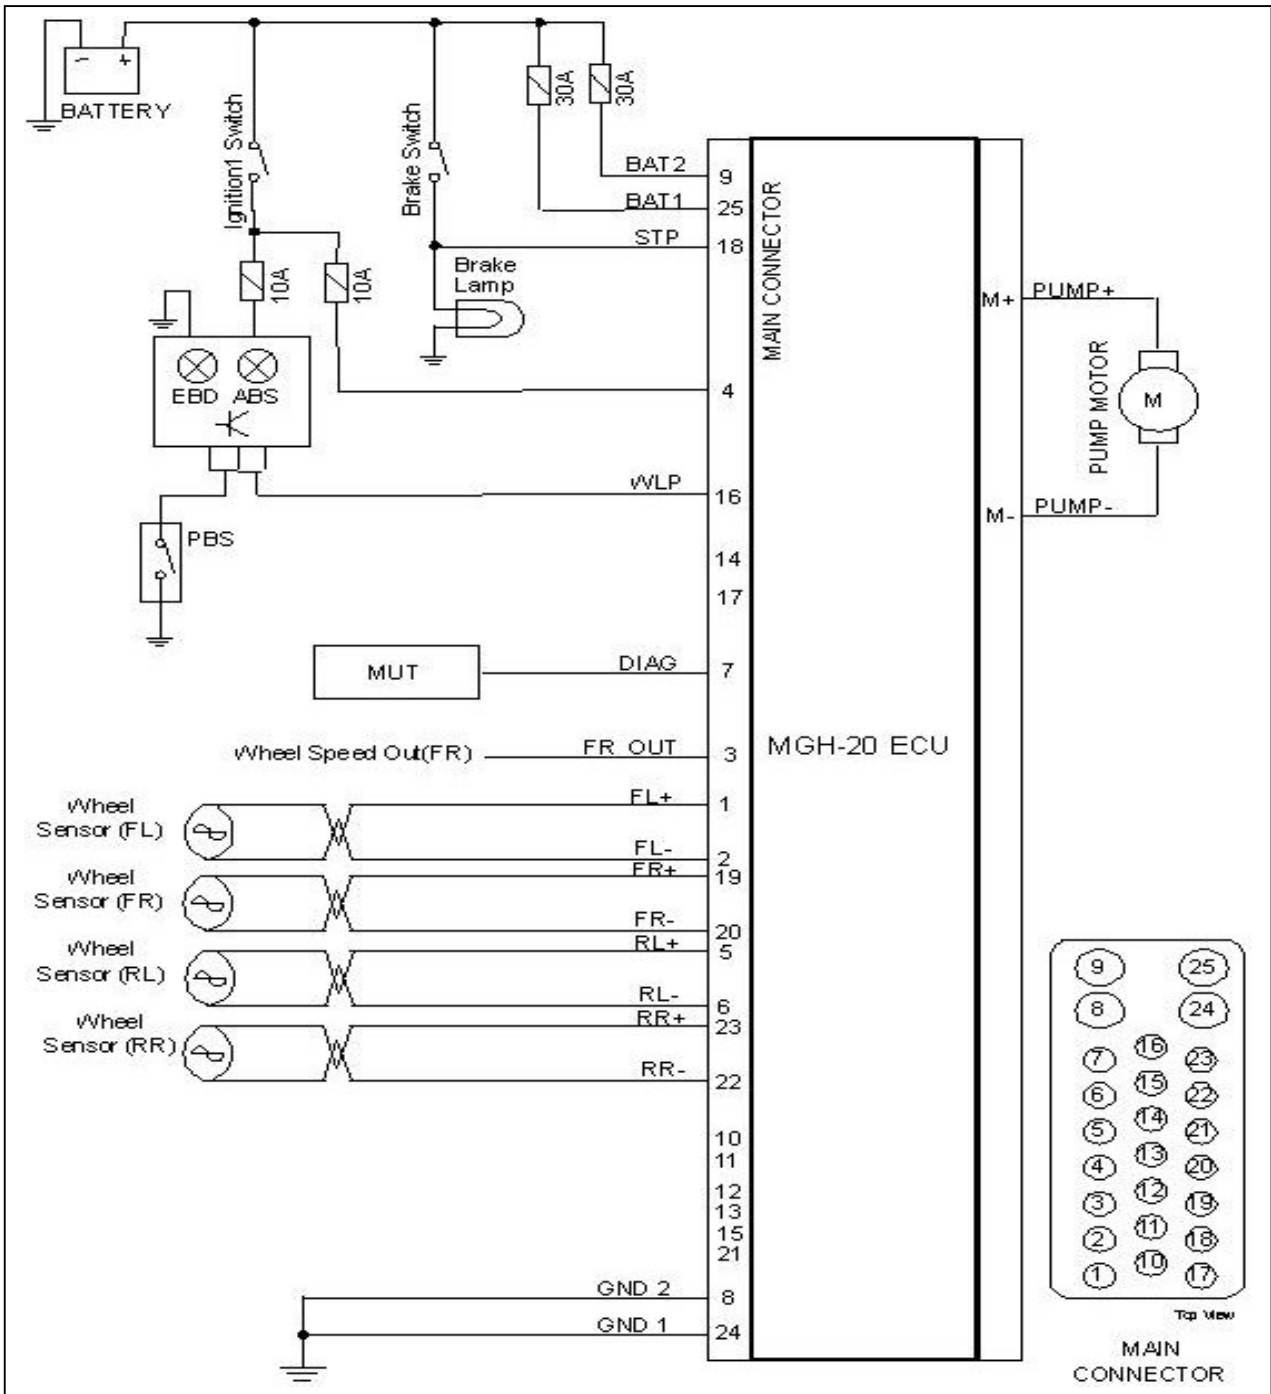 - +
BATTERY
Ignition1 Switch
Brake Switch
30A
30A
10A
10A
Brake
Lamp
EBD ABS
PBS
MUT
Wheel Speed Out(FR)
Wheel
Sensor (FL)
Wheel
Sensor (FR)
Wheel
Sensor (RL)
Wheel
Sensor (RR)
BAT2 9
BAT1 25
STP 18
4
WLP 16
14
17
DIAG 7
FR OUT 3
FL+ 1
FL- 2
FR+ 19
FR- 20
RL+ 5
RL- 6
RR+ 23
RR- 22
10
11
12
13
15
21
GND 2 8
GND 1 24
MAIN CONNECTOR
MGH-20 ECU
M+ PUMP+
PUMP MOTOR
M
M- PUMP-
9 25
8 24
16
7 23
15
6 22
14
5 21
13
4 20
12
3 19
11
2 18
10
1 17
Top View
MAIN
CONNECTOR